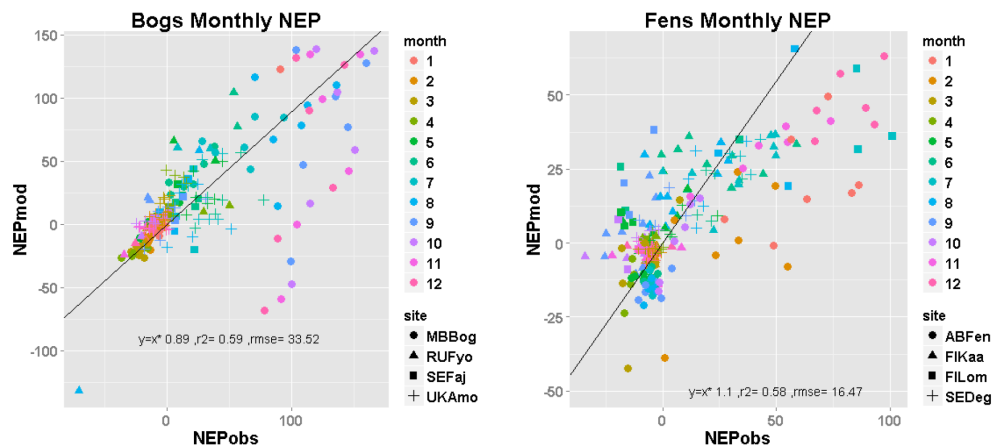 Bogs Monthly NEP
150
100
50
0
-50
-100
NEPmod
0
100
NEPobs
y=x* 0.89 ,r2= 0.59 ,rmse= 33.52
month
1
2
3
4
5
6
7
8
9
10
11
12
site
MBBog
RUFyo
SEFaj
UKAmo
Fens Monthly NEP
50
25
0
-25
-50
NEPmod
0
50
100
NEPobs
y=x* 1.1 ,r2= 0.58 ,rmse= 16.47
month
1
2
3
4
5
6
7
8
9
10
11
12
site
ABFen
FIKaa
FILom
SEDeg